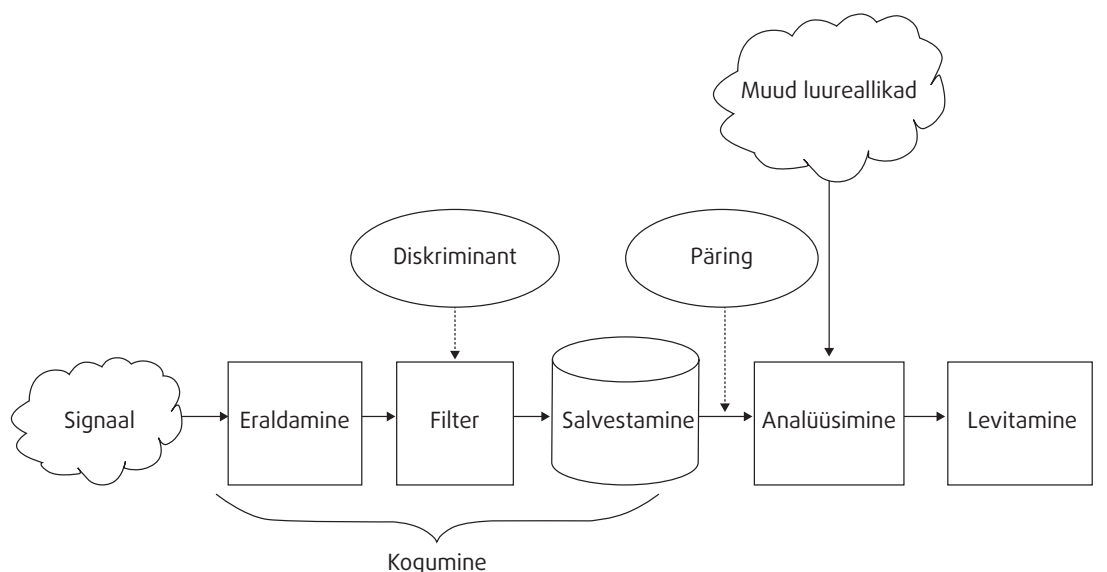 Muud luureallikad
Diskriminant
Päring
Signaal
Eraldamine
Filter
Salvestamine
Analüüsimine
Levitamine
Kogumine